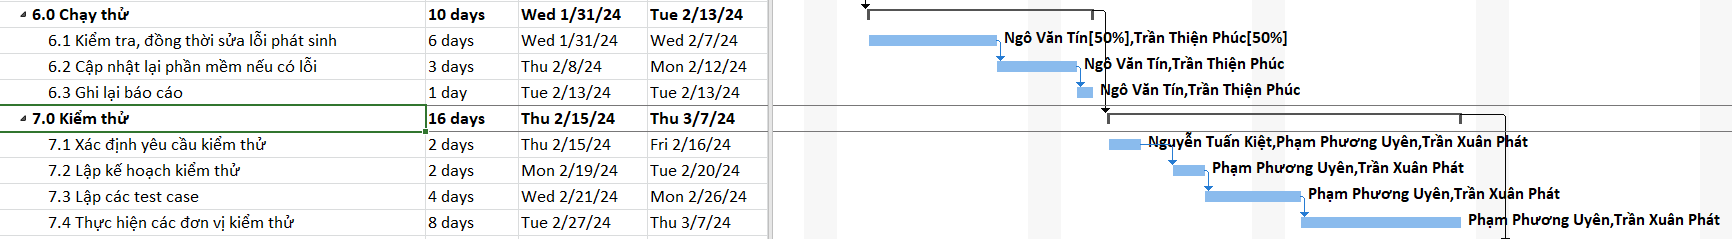 6.0 Chạy thử 10 days Wed 1/31/24 Tue 2/13/24
6.1 Kiểm tra, đồng thời sửa lỗi phát sinh 6 days Wed 1/31/24 Wed 2/7/24 Ngô Văn Tín[50%],Trần Thiện Phúc[50%]
6.2 Cập nhật lại phần mềm nếu có lỗi 3 days Thu 2/8/24 Mon 2/12/24 Ngô Văn Tín,Trần Thiện Phúc
6.3 Ghi lại báo cáo 1 day Tue 2/13/24 Tue 2/13/24 Ngô Văn Tín,Trần Thiện Phúc
7.0 Kiểm thử 16 days Thu 2/15/24 Thu 3/7/24
7.1 Xác định yêu cầu kiểm thử 2 days Thu 2/15/24 Fri 2/16/24 Nguyễn Tuấn Kiệt,Phạm Phương Uyên,Trần Xuân Phát
7.2 Lập kế hoạch kiểm thử 2 days Mon 2/19/24 Tue 2/20/24 Phạm Phương Uyên,Trần Xuân Phát
7.3 Lập các test case 4 days Wed 2/21/24 Mon 2/26/24 Phạm Phương Uyên,Trần Xuân Phát
7.4 Thực hiện các đơn vị kiểm thử 8 days Tue 2/27/24 Thu 3/7/24 Phạm Phương Uyên,Trần Xuân Phát